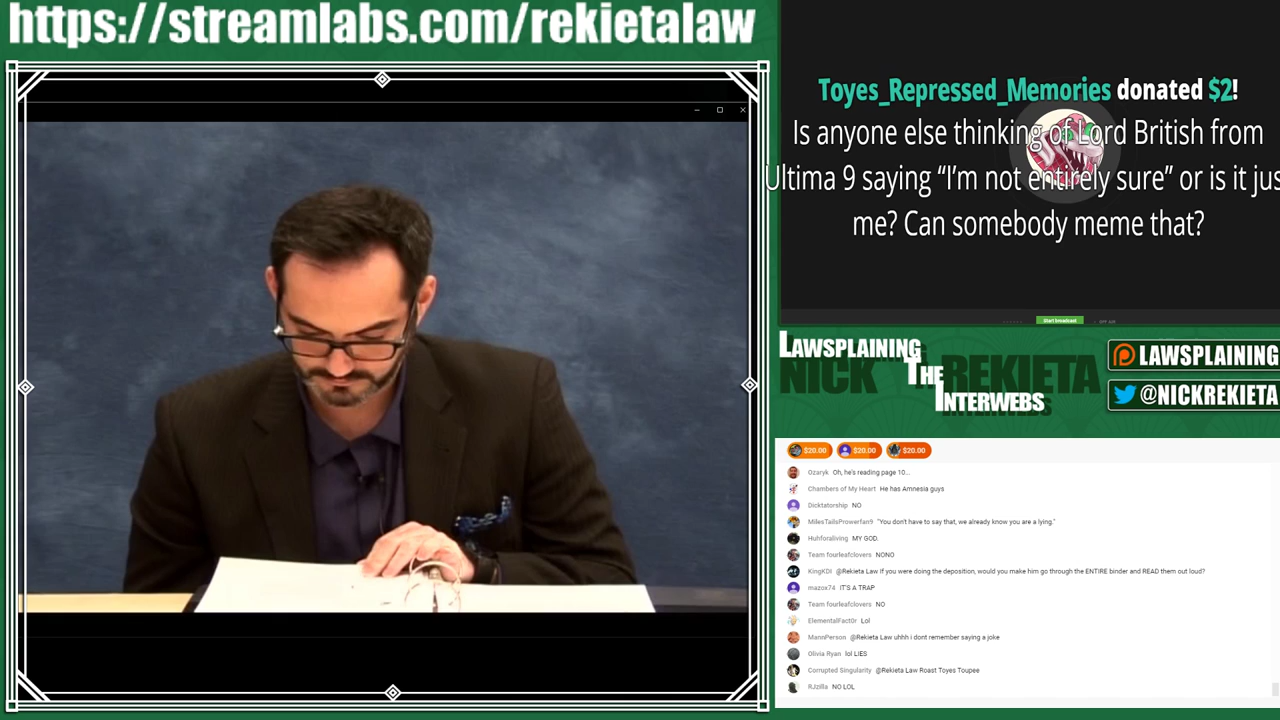 https://streamlabs.com/rekietalaw
Toyes_Repressed_Memories donated $2!
Is anyone else thinking of Lord British from
Ultima 9 saying “I’m not entirely sure” or is it jus
me? Can somebody meme that?
Start broadcast
LAWSPLAINING
THE
INTERWEBS
NICK REKIETA
LAWSPLAINING
@NICKREKIETA
$20.00 $20.00 $20.00
Ozaryk Oh, he's reading page 10...
Chambers of My Heart He has Amnesia guys
Dicktatorship NO
MilesTailsProwerfan9 "You don't have to say that, we already know you are a lying."
Huhforaliving MY GOD.
Team fourleafclovers NONO
KingKDI @Rekieta Law If you were doing the deposition, would you make him go through the ENTIRE binder and READ them out loud?
mazox74 IT'S A TRAP
Team fourleafclovers NO
ElementalFact0r Lol
MannPerson @Rekieta Law uhhh i dont remember saying a joke
Olivia Ryan lol LIES
Corrupted Singularity @Rekieta Law Roast Toyes Toupee
RJzilla NO LOL